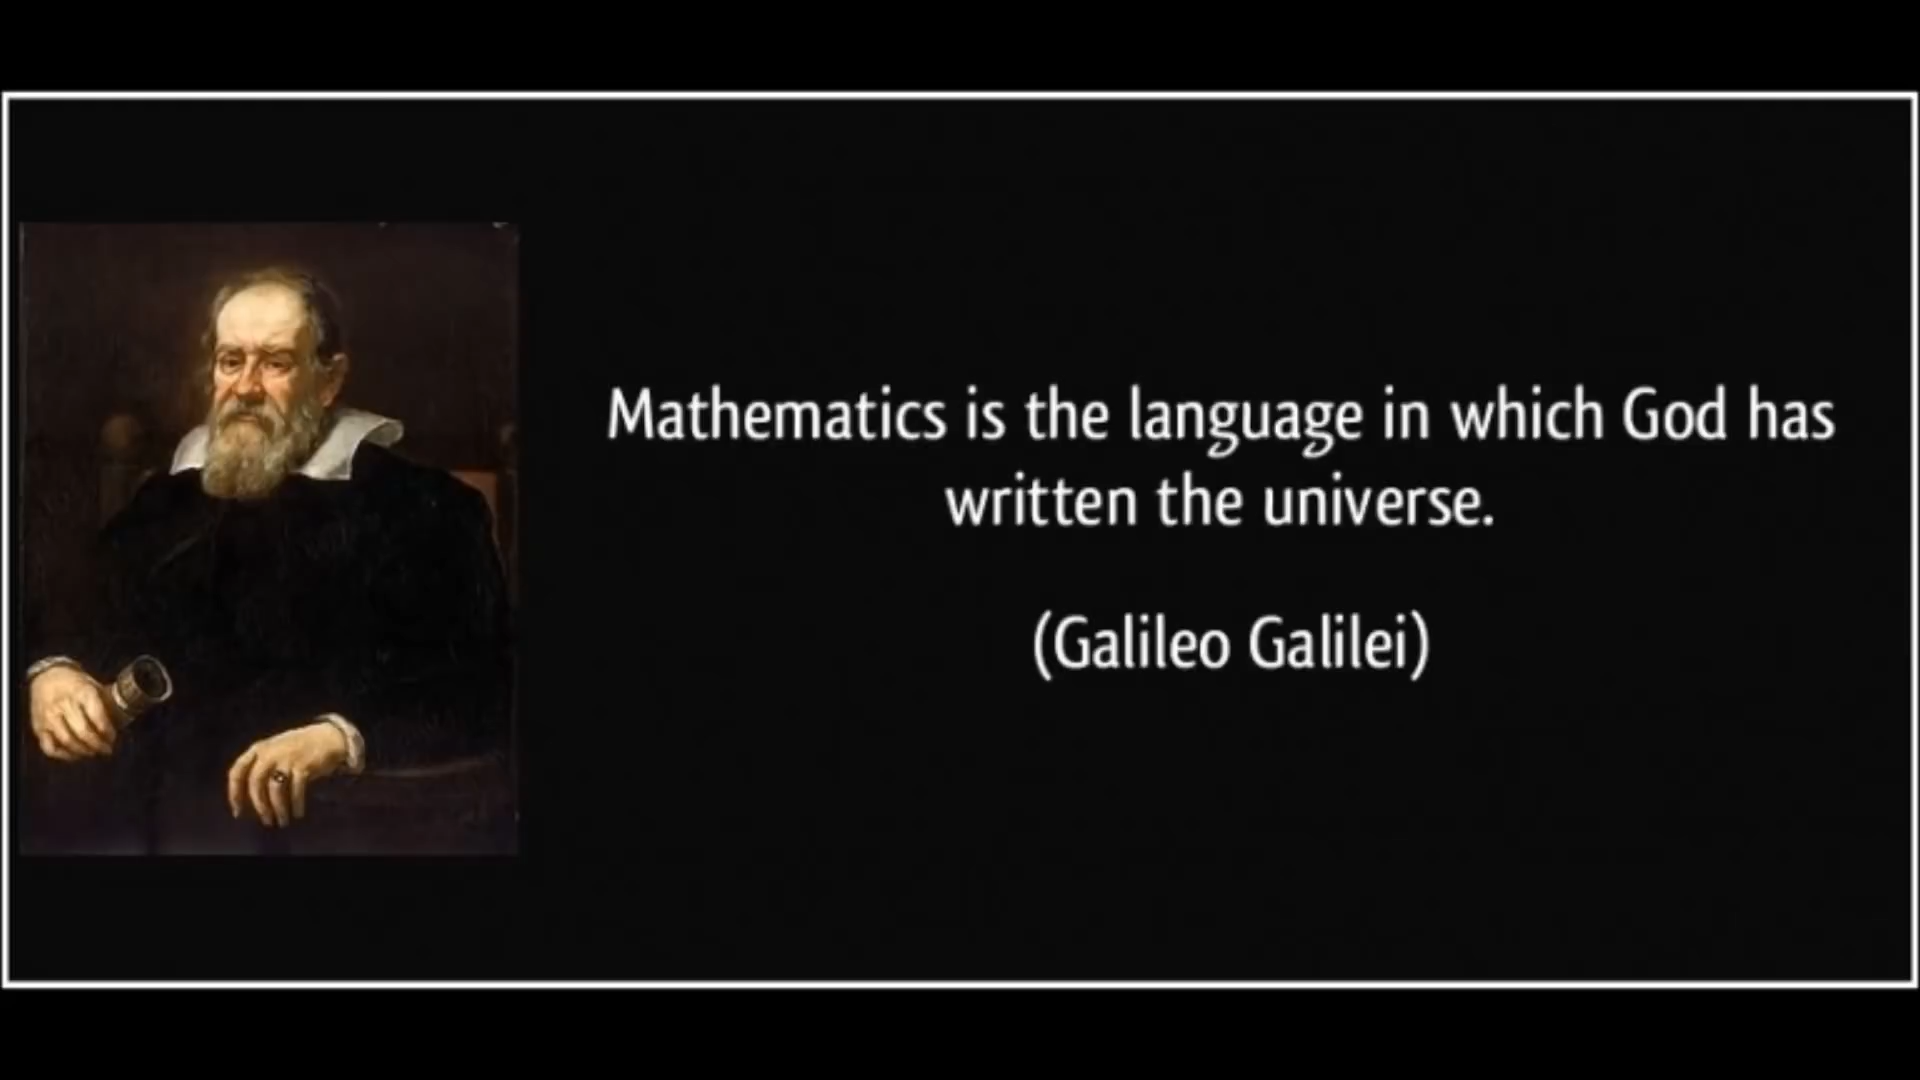 Mathematics is the language in which God has
written the universe.
(Galileo Galilei)